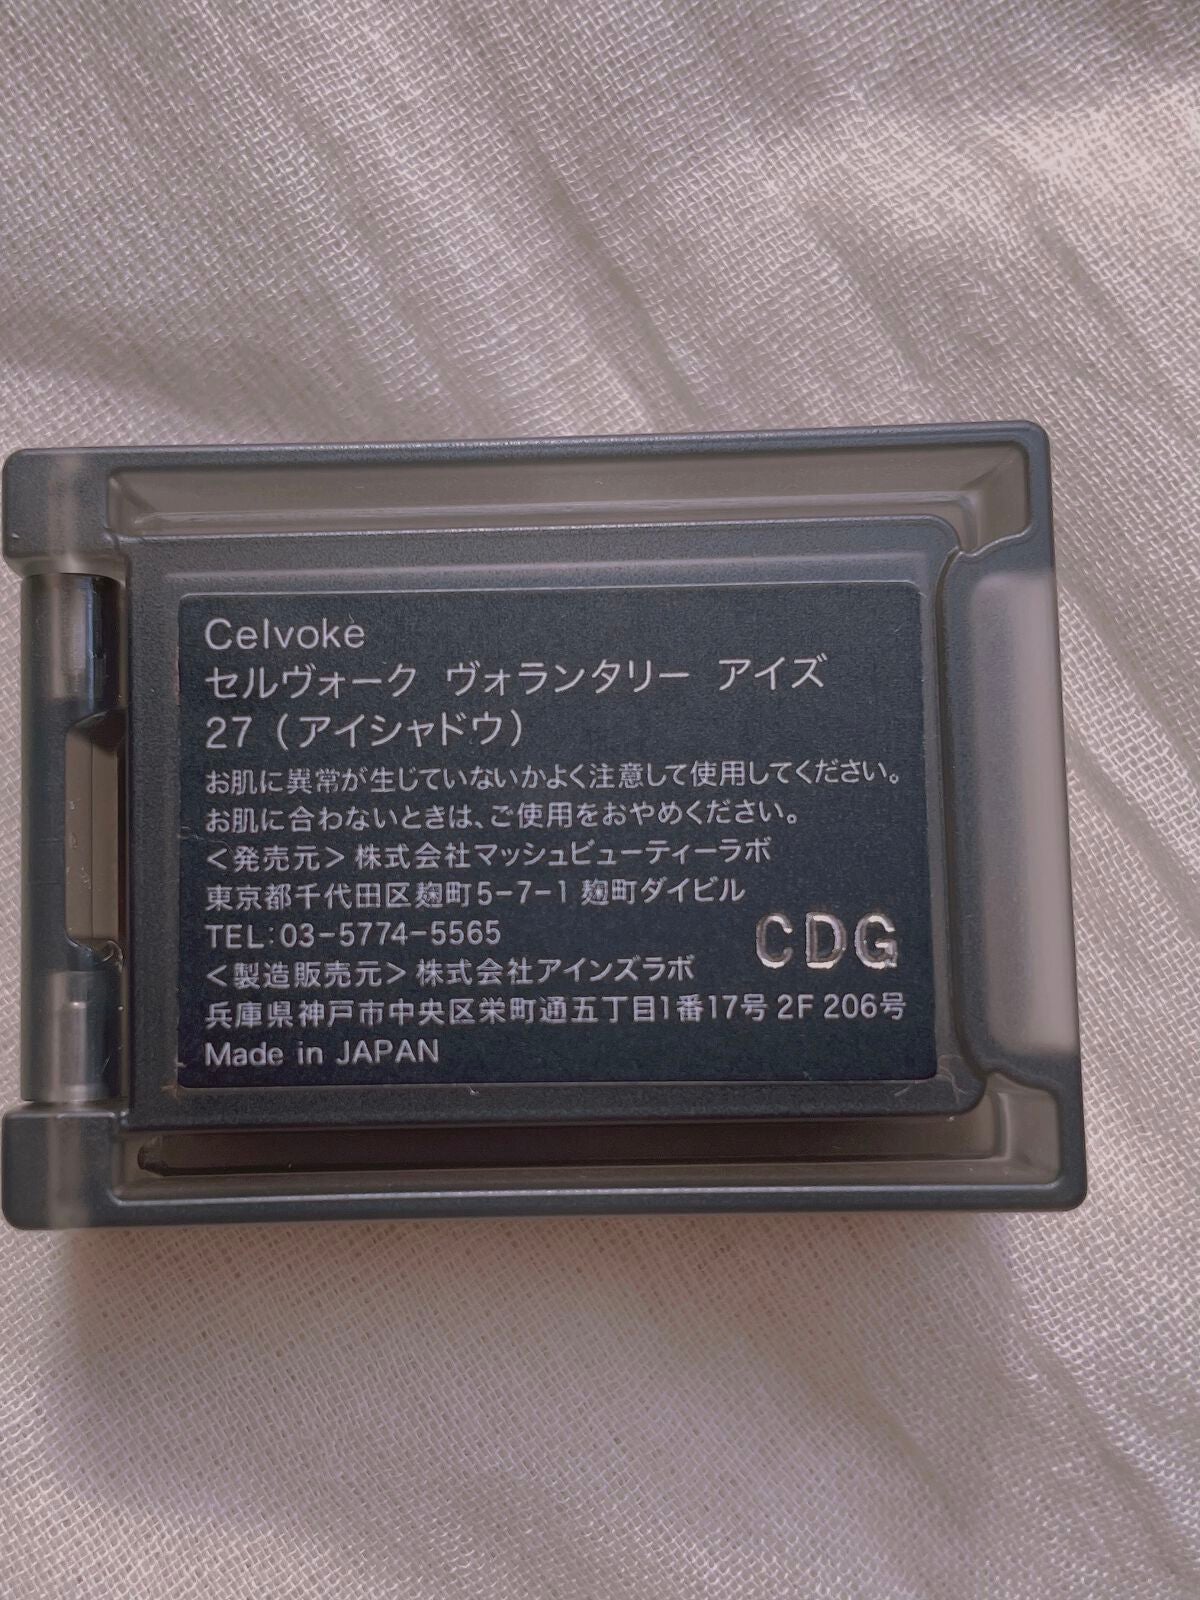 Celvoke
セルヴォーク ヴォランタリー アイズ
27（アイシャドウ）
お肌に異常が生じていないかよく注意して使用してください。
お肌に合わないときは、ご使用をおやめください。
＜発売元＞株式会社マッシュビューティーラボ
東京都千代田区麹町5-7-1 麹町ダイビル
TEL:03-5774-5565
＜製造販売元＞株式会社アインズラボ
兵庫県神戸市中央区栄町通五丁目1番17号 2F 206号
Made in JAPAN
CDG